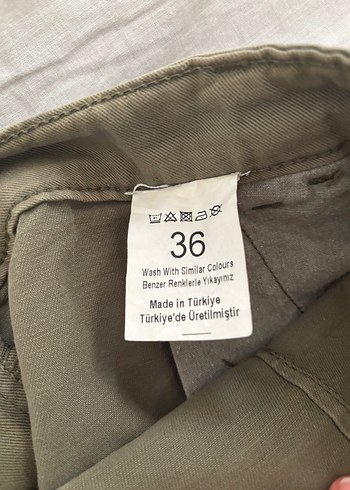 36
Wash With Similar Colours
Benzer Renklerle Yıkayınız
Made in Türkiye
Türkiye'de Üretilmiştir